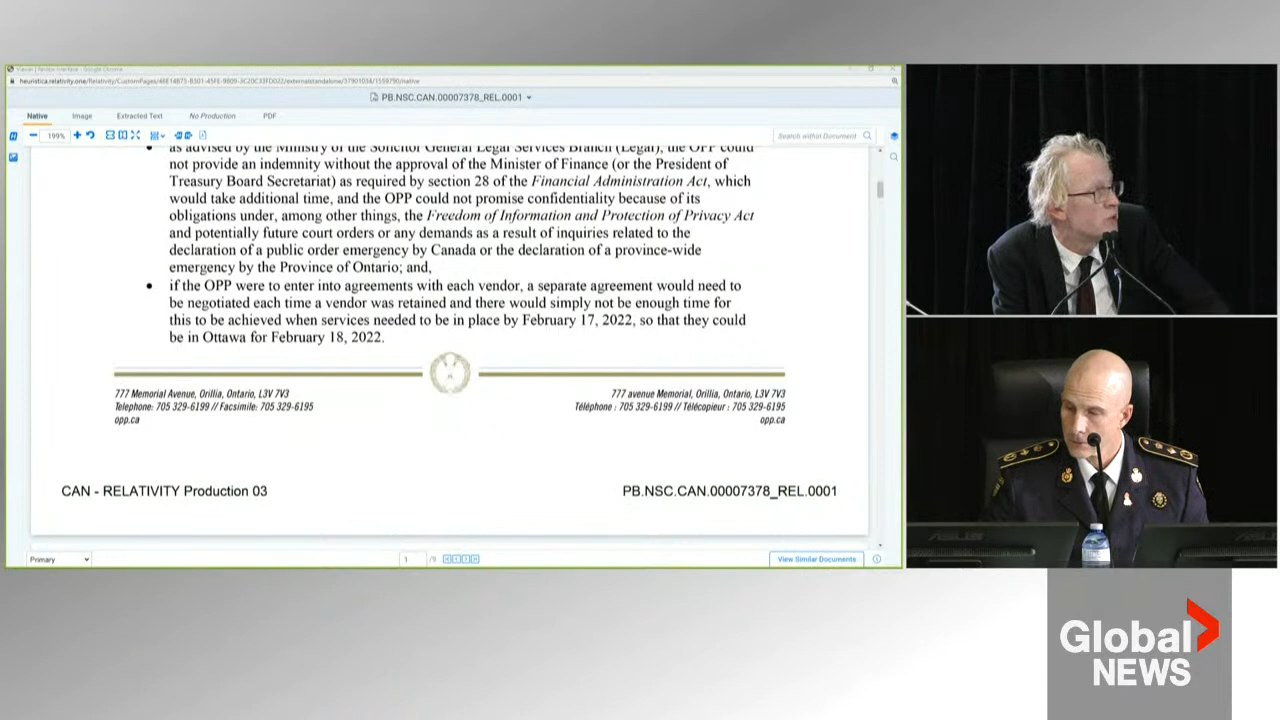 Viewer | Review Interface - Google Chrome
PB.NSC.CAN.00007378_REL.0001
Native Image Extracted Text No Production PDF
199%
Search within Document
as advised by the Ministry of the Solicitor General Legal Services Branch (Legal), the OPP could
not provide an indemnity without the approval of the Minister of Finance (or the President of
Treasury Board Secretariat) as required by section 28 of the Financial Administration Act, which
would take additional time, and the OPP could not promise confidentiality because of its
obligations under, among other things, the Freedom of Information and Protection of Privacy Act
and potentially future court orders or any demands as a result of inquiries related to the
declaration of a public order emergency by Canada or the declaration of a province-wide
emergency by the Province of Ontario; and,
• if the OPP were to enter into agreements with each vendor, a separate agreement would need to
be negotiated each time a vendor was retained and there would simply not be enough time for
this to be achieved when services needed to be in place by February 17, 2022, so that they could
be in Ottawa for February 18, 2022.
777 Memorial Avenue, Orillia, Ontario, L3V 7V3
Telephone: 705 329-6199 // Facsimile: 705 329-6195
opp.ca
777 avenue Memorial, Orillia, Ontario, L3V 7V3
Téléphone : 705 329-6199 // Télécopieur : 705 329-6195
opp.ca
CAN - RELATIVITY Production 03
PB.NSC.CAN.00007378_REL.0001
Primary
1 /9
View Similar Documents
ASUS
Global
NEWS